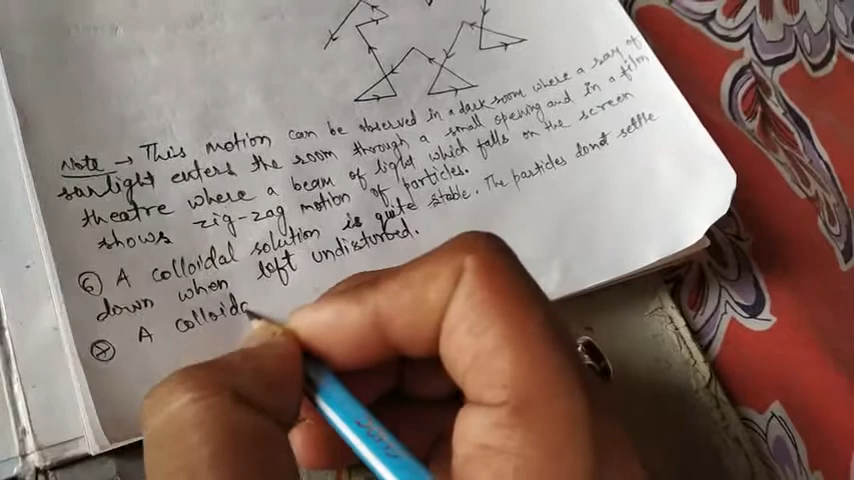 Note → This motion can be observed in a dark room where a ray of
sunlight enters the room through a small opening and in a film
theatre where a beam of light which falls on the screen
shows zig-zag motion of particles.
⑥ A colloidal solution is quite stable. The particles dont settle
down when left undisturbed.
⑦ A colloida